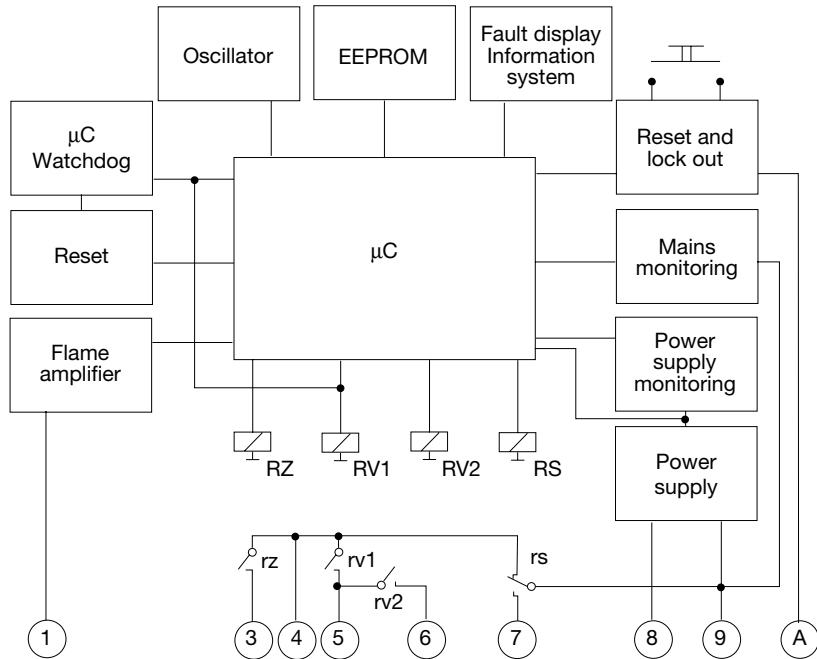 Oscillator
EEPROM
Fault display
Information
system
μC
Watchdog
Reset and
lock out
Reset
μC
Mains
monitoring
Flame
amplifier
Power
supply
monitoring
RZ
RV1
RV2
RS
Power
supply
rz
rv1
rv2
rs
1
3
4
5
6
7
8
9
A